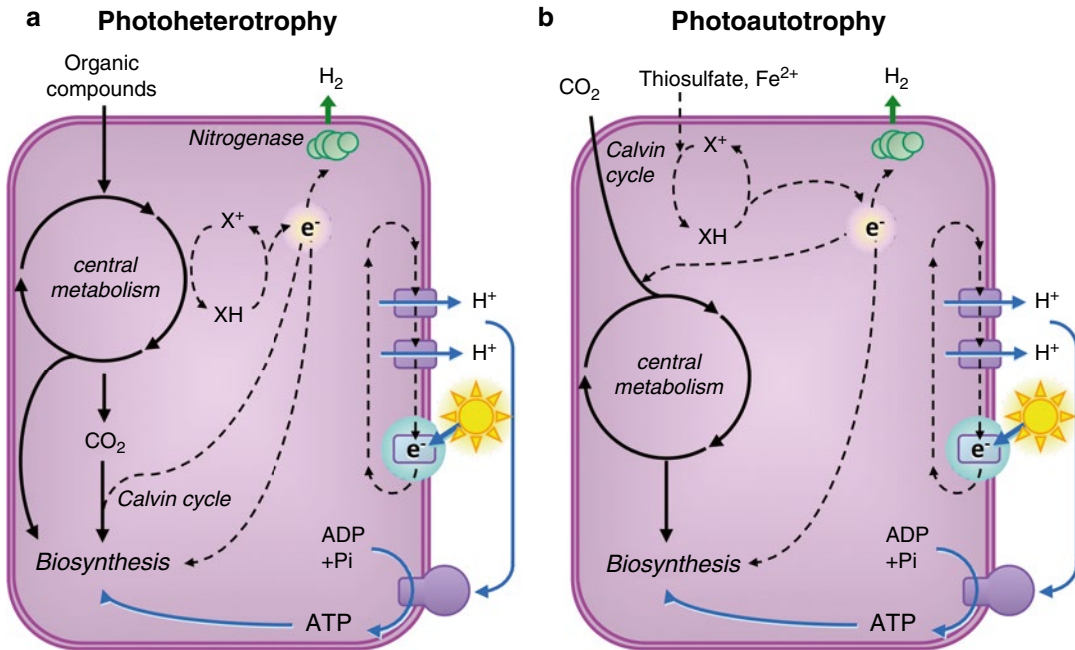 a Photoheterotrophy
Organic
compounds
H₂
Nitrogenase
X⁺
e⁻
central
metabolism
XH
H⁺
H⁺
CO₂
e⁻
Calvin cycle
ADP
+Pi
Biosynthesis
ATP
b Photoautotrophy
CO₂
Thiosulfate, Fe²⁺
H₂
Calvin
cycle
X⁺
XH
e⁻
H⁺
H⁺
central
metabolism
e⁻
ADP
+Pi
Biosynthesis
ATP